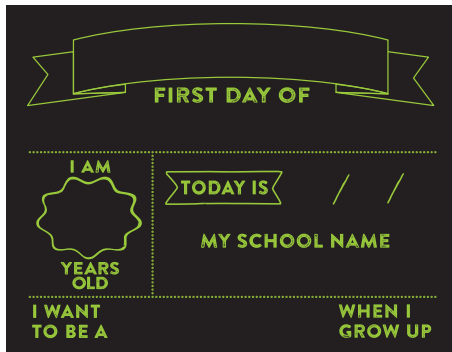 FIRST DAY OF
I AM
YEARS
OLD
TODAY IS / /
MY SCHOOL NAME
I WANT
TO BE A
WHEN I
GROW UP